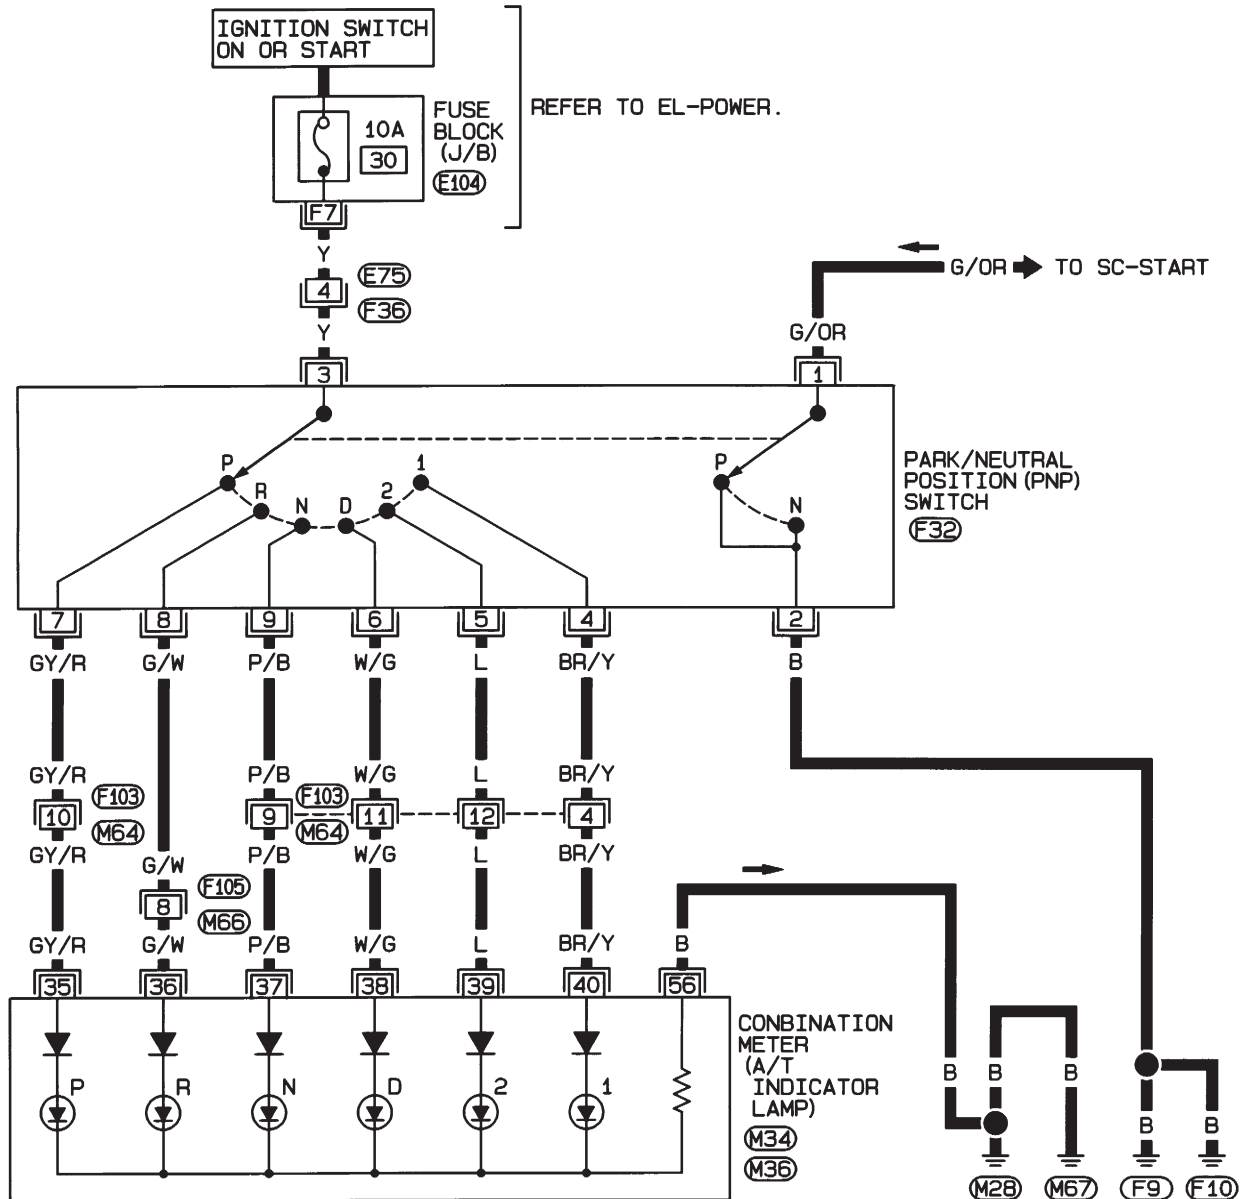 IGNITION SWITCH
ON OR START
FUSE
BLOCK
(J/B)
E104
10A
30
REFER TO EL-POWER.
F7
Y
4
E75
F36
Y
G/OR
TO SC-START
G/OR
3
1
P
R
N
D
2
1
P
N
PARK/NEUTRAL
POSITION(PNP)
SWITCH
F32
7
8
9
6
5
4
2
GY/R
G/W
P/B
W/G
L
BR/Y
B
GY/R
P/B
W/G
L
BR/Y
10
F103
M64
9
F103
M64
11
12
4
GY/R
G/W
P/B
W/G
L
BR/Y
8
F105
M66
GY/R
G/W
P/B
W/G
L
BR/Y
B
35
36
37
38
39
40
56
CONBINATION
METER
(A/T
INDICATOR
LAMP)
M34
M36
P
R
N
D
2
1
B
B
B
B
B
M28
M67
F9
F10